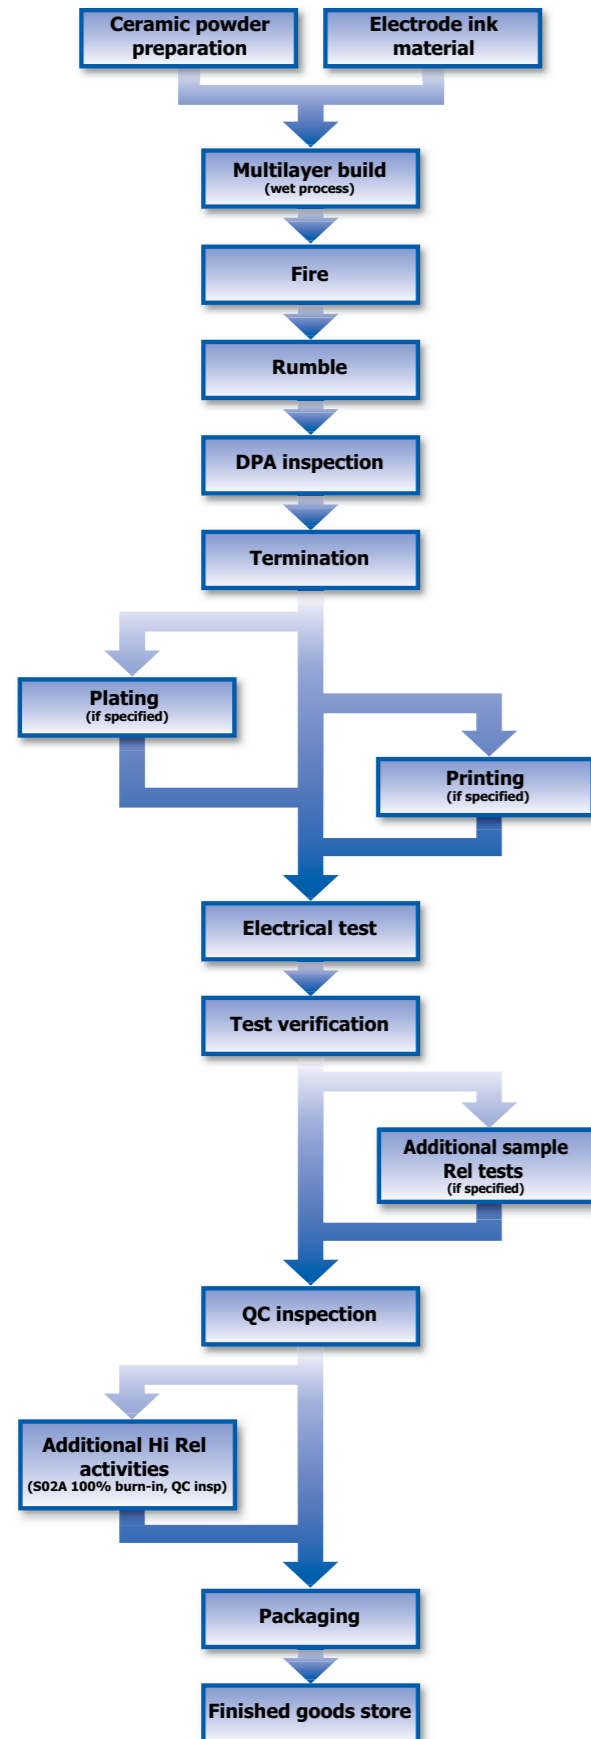 Ceramic powder
preparation
Electrode ink
material
Multilayer build
(wet process)
Fire
Rumble
DPA inspection
Termination
Plating
(if specified)
Printing
(if specified)
Electrical test
Test verification
Additional sample
Rel tests
(if specified)
QC inspection
Additional Hi Rel
activities
(S02A 100% burn-in, QC insp)
Packaging
Finished goods store